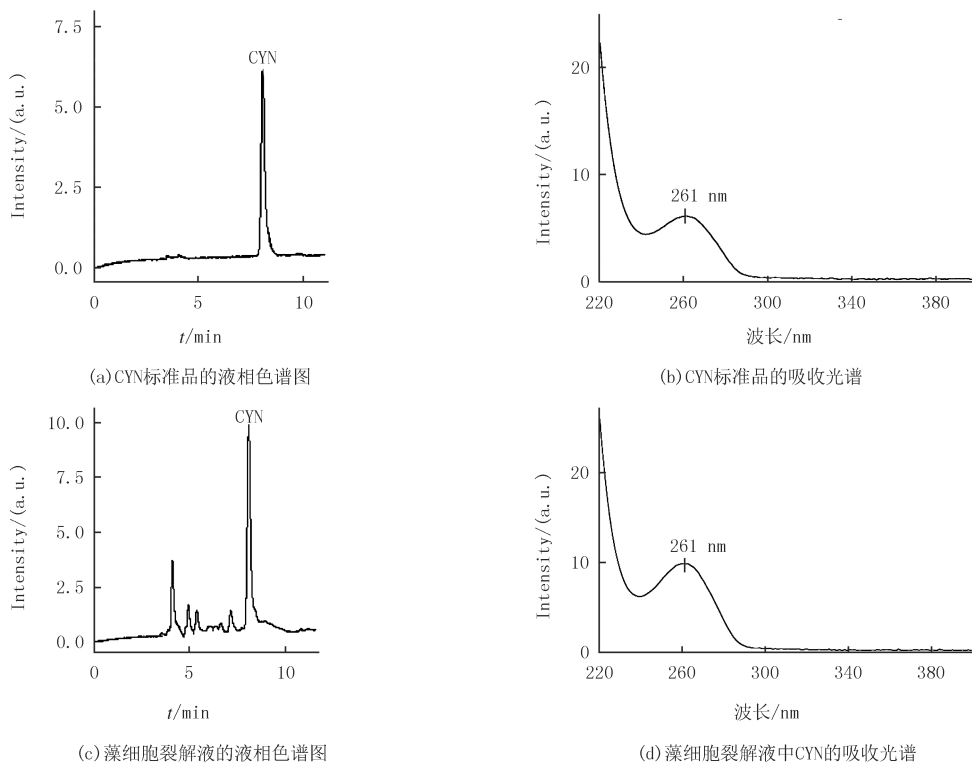 7.5
5.0
2.5
0.0
0
5
10
CYN
Intensity/(a.u.)
t/min
(a)CYN标准品的液相色谱图
20
10
0
220
260
300
340
380
261 nm
Intensity/(a.u.)
波长/nm
(b)CYN标准品的吸收光谱
10.0
7.5
5.0
2.5
0.0
0
5
10
CYN
Intensity/(a.u.)
t/min
(c)藻细胞裂解液的液相色谱图
20
10
0
220
260
300
340
380
261 nm
Intensity/(a.u.)
波长/nm
(d)藻细胞裂解液中CYN的吸收光谱